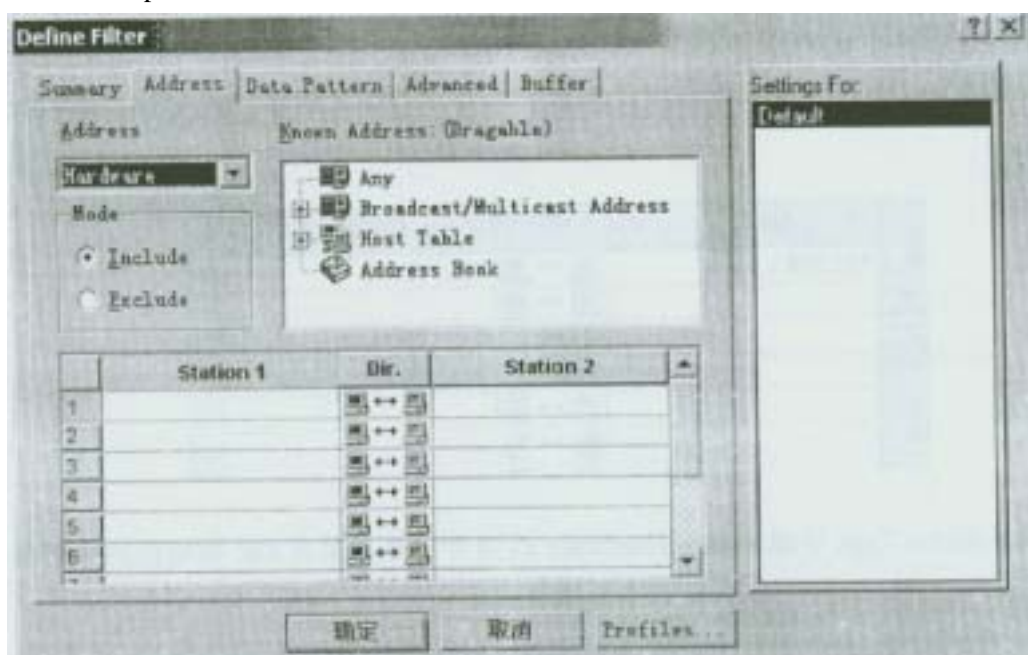 Define Filter
Summary Address Data Pattern Advanced Buffer
Settings For:
Default
Address
Known Address: (Dragable)
Hardware
Any
Broadcast/Multicast Address
Host Table
Address Book
Mode
Include
Exclude
Station 1 Dir. Station 2
1
2
3
4
5
6
确定 取消 Profiles...